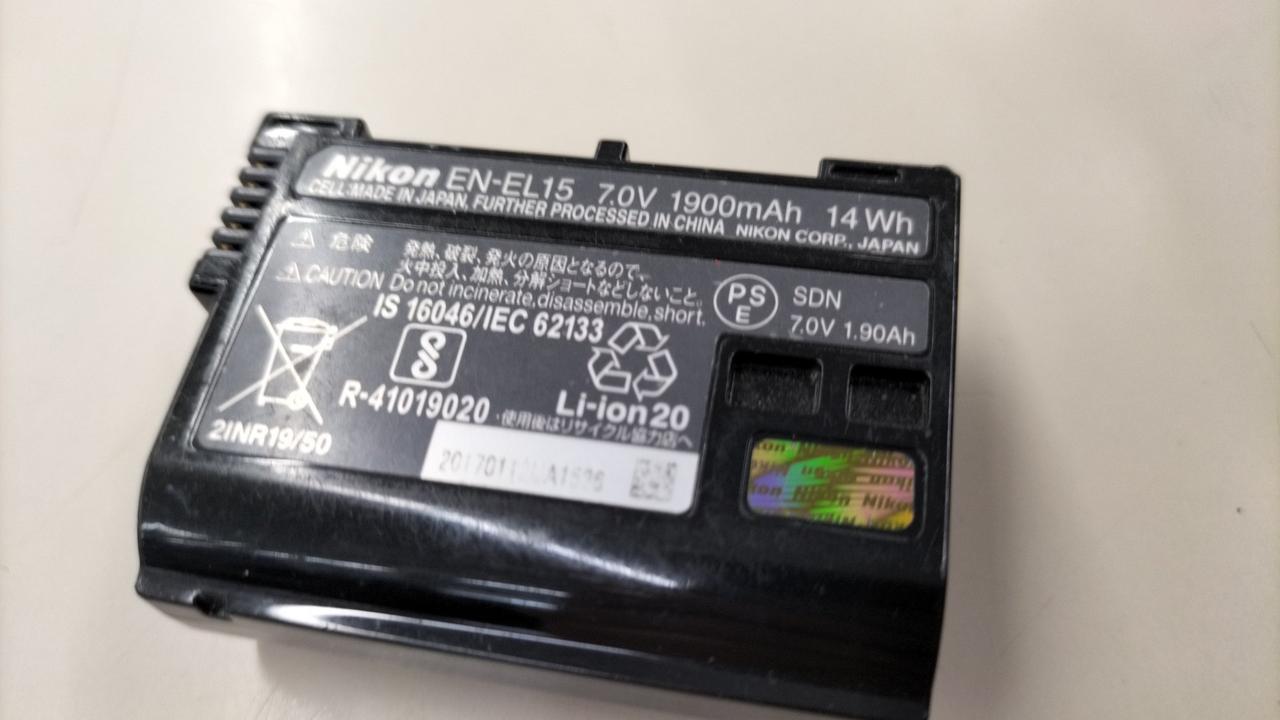 Nikon EN-EL15 7.0V 1900mAh 14Wh
CELL:MADE IN JAPAN, FURTHER PROCESSED IN CHINA NIKON CORP., JAPAN
危険 発熱、破裂、発火の原因となるので、
火中投入、加熱、分解ショートなどしないこと。
CAUTION Do not incinerate,disassemble,short.
PS
E
SDN
7.0V 1.90Ah
IS 16046/IEC 62133
R-41019020
Li-ion20
・使用後はリサイクル協力店へ
2INR19/50
Nikon Nikon